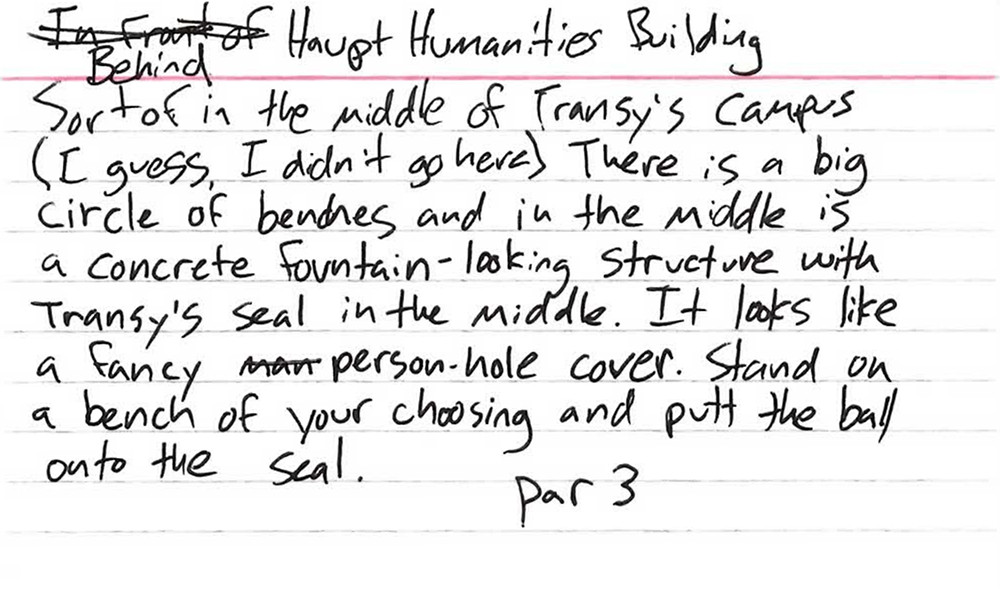 In Front of Haupt Humanities Building
Behind
Sort of in the middle of Transy's Campus
(I guess, I didn't go here) There is a big
circle of benches and in the middle is
a concrete fountain-looking structure with
Transy's seal in the middle. It looks like
a fancy man person-hole cover. Stand on
a bench of your choosing and putt the ball
onto the seal.
par 3